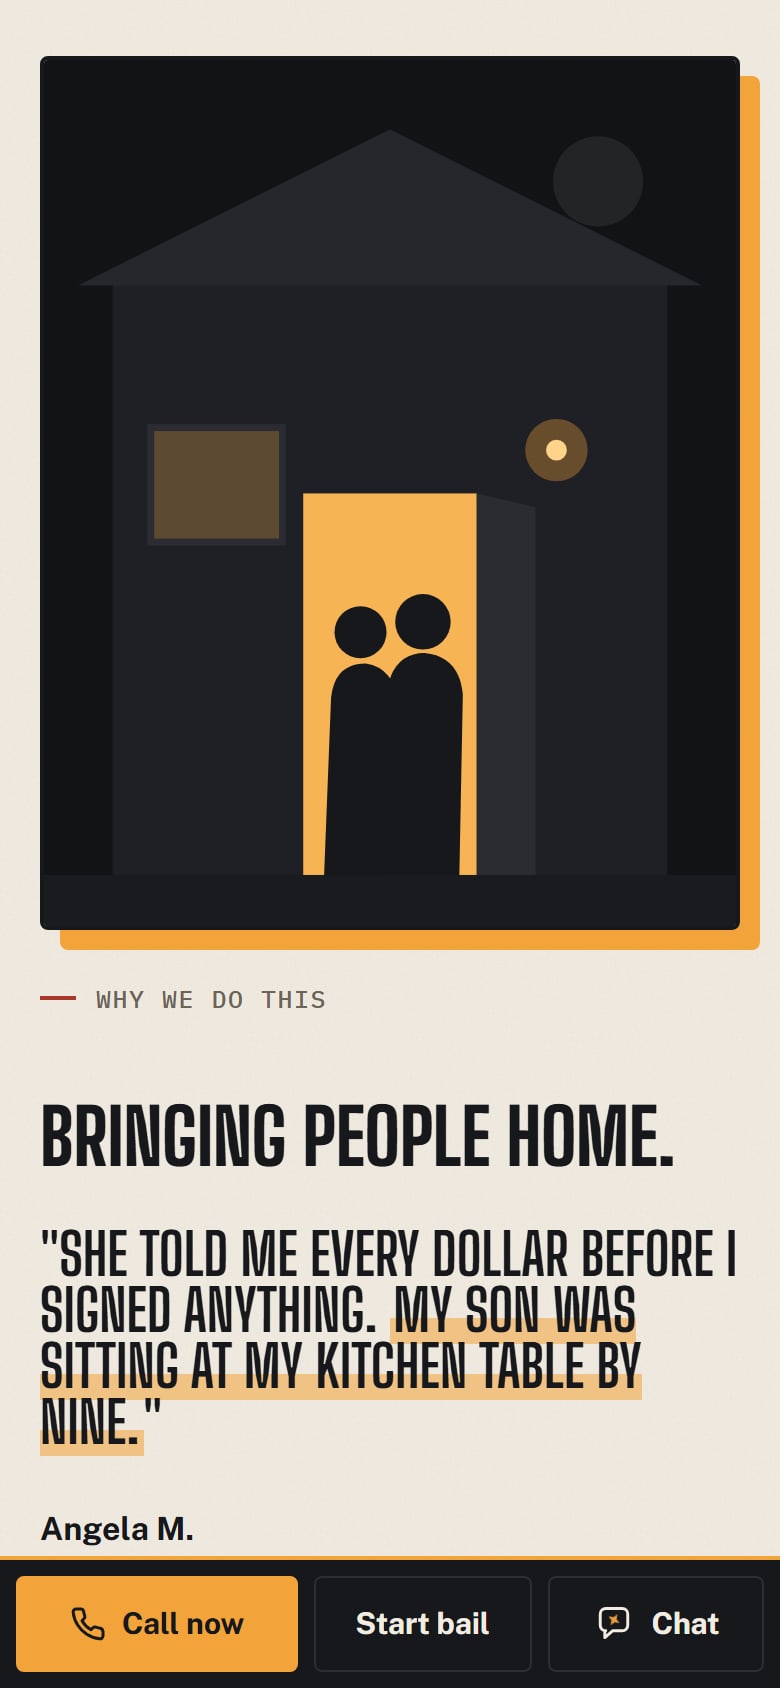 WHY WE DO THIS
BRINGING PEOPLE HOME.
"SHE TOLD ME EVERY DOLLAR BEFORE I
SIGNED ANYTHING. MY SON WAS
SITTING AT MY KITCHEN TABLE BY
NINE."
Angela M.
Call now
Start bail
Chat